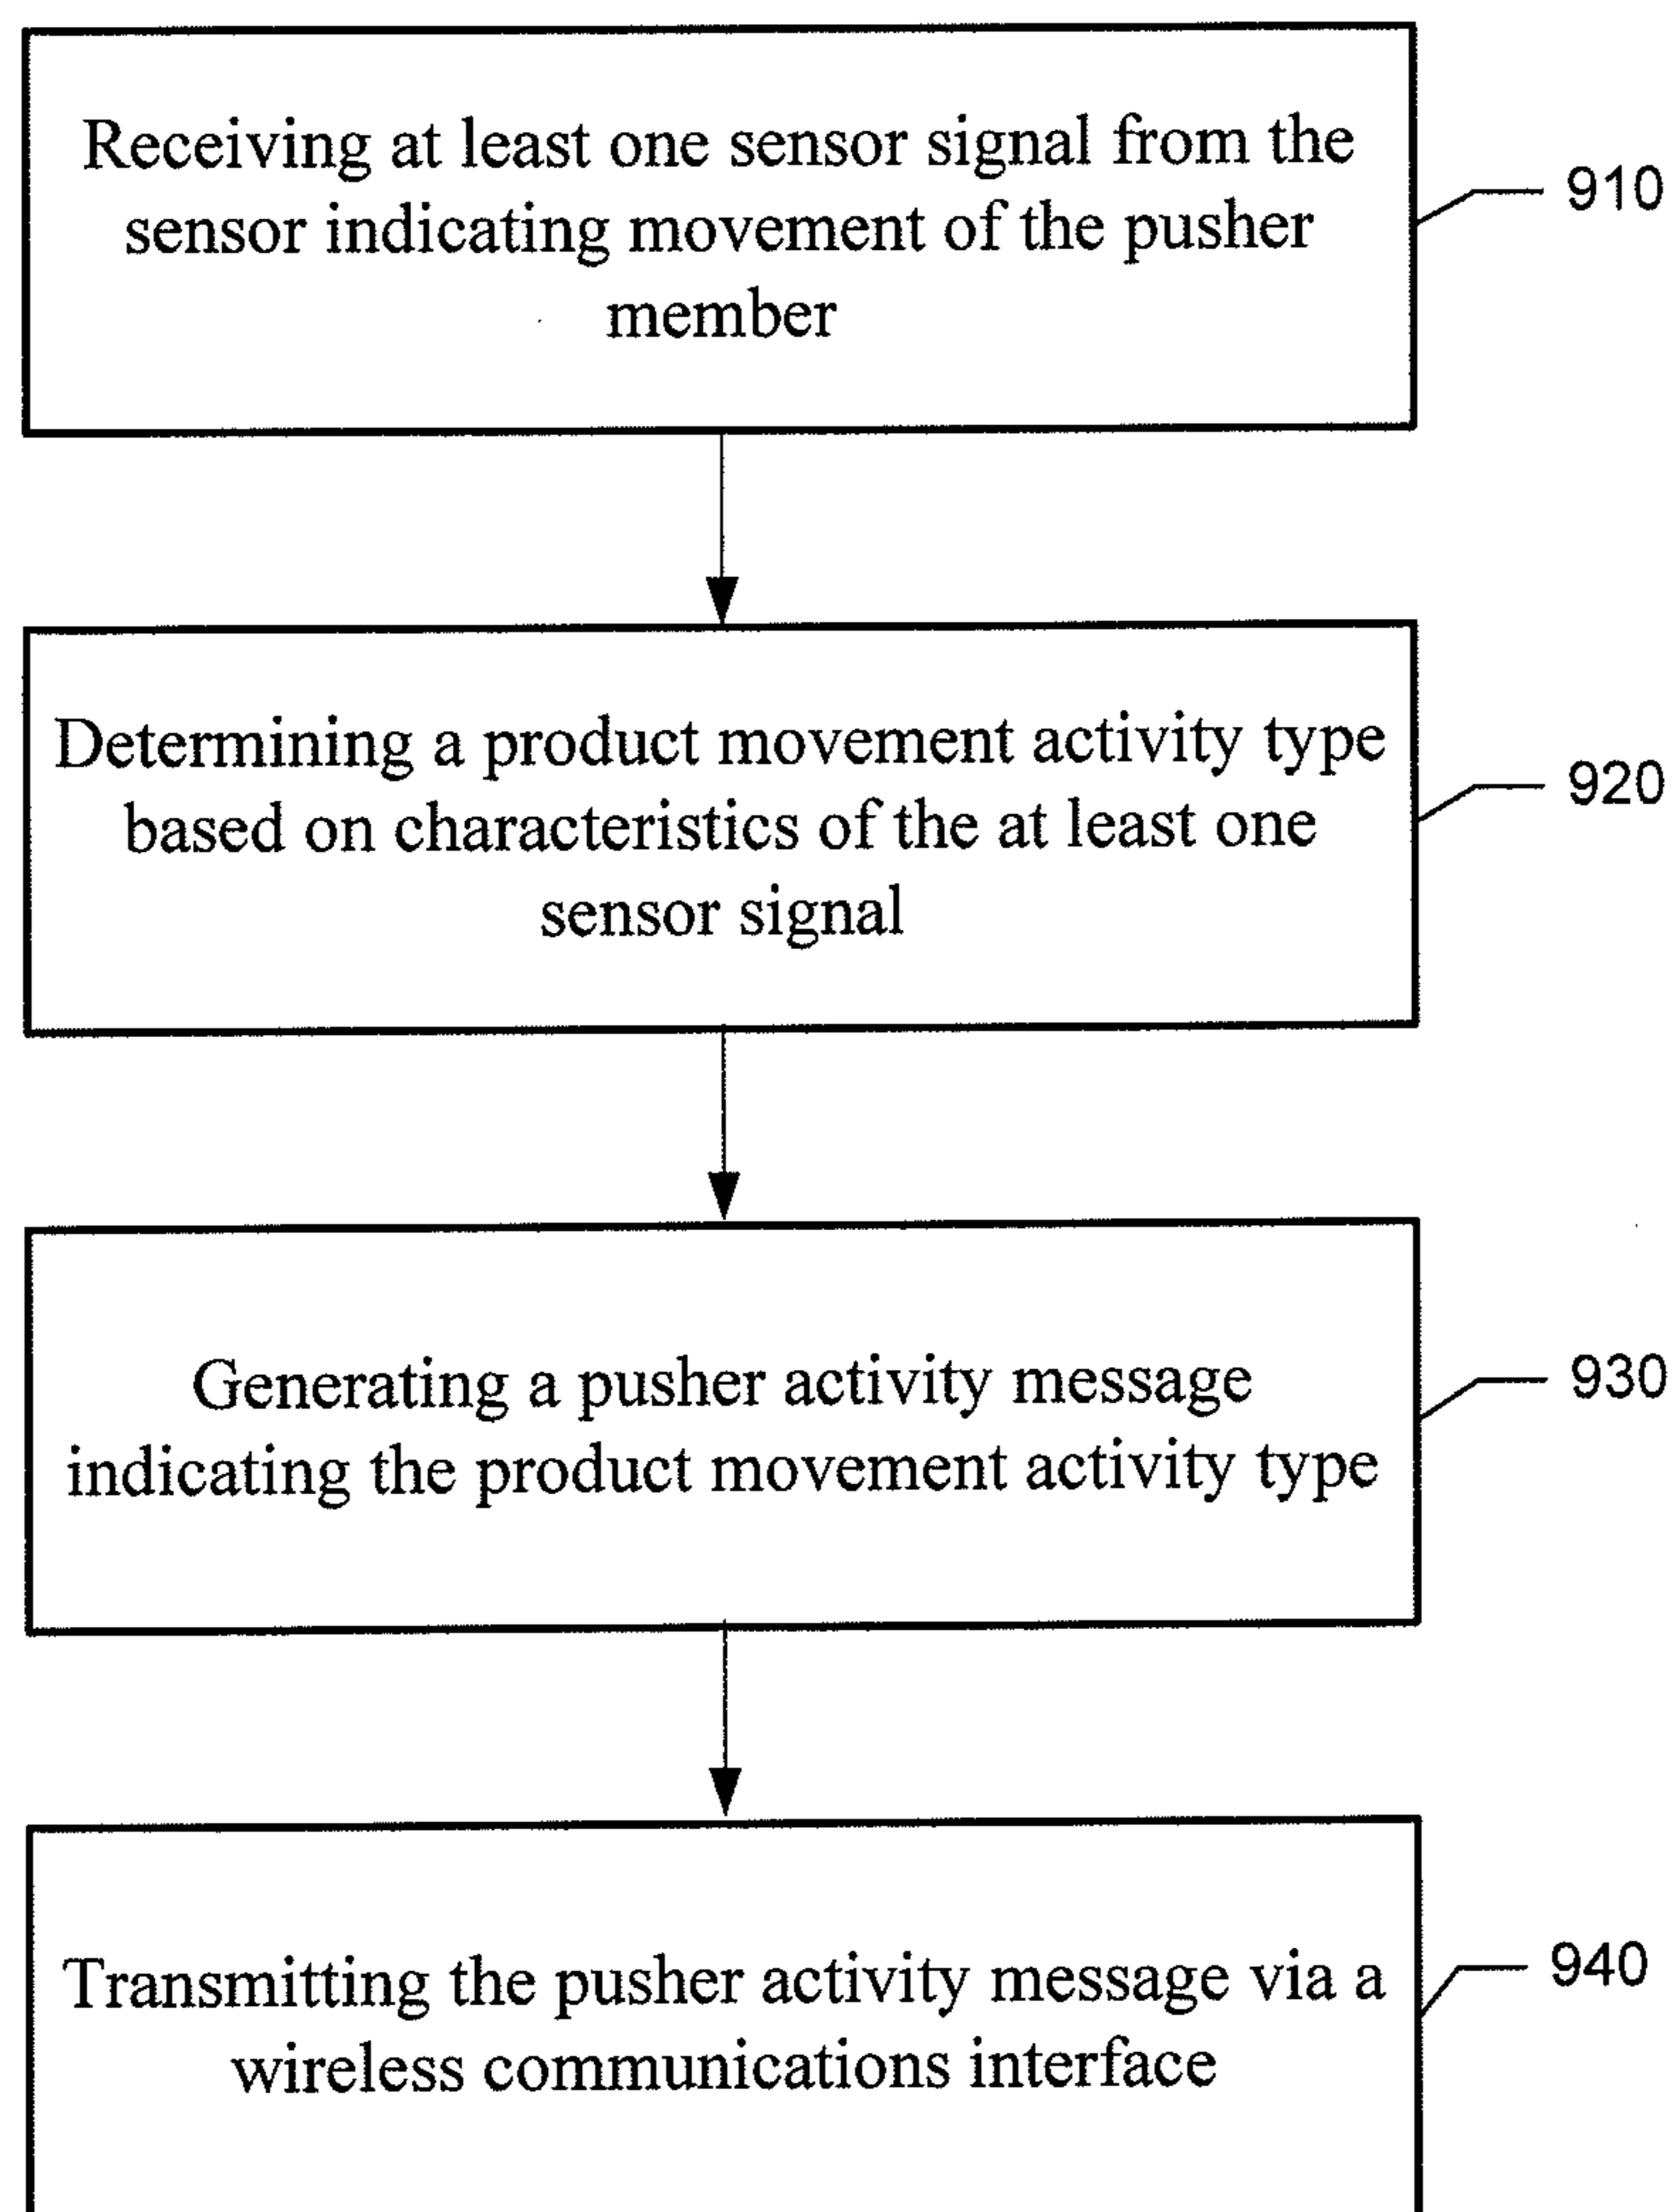 Receiving at least one sensor signal from the
sensor indicating movement of the pusher
member
910
Determining a product movement activity type
based on characteristics of the at least one
sensor signal
920
Generating a pusher activity message
indicating the product movement activity type
930
Transmitting the pusher activity message via a
wireless communications interface
940